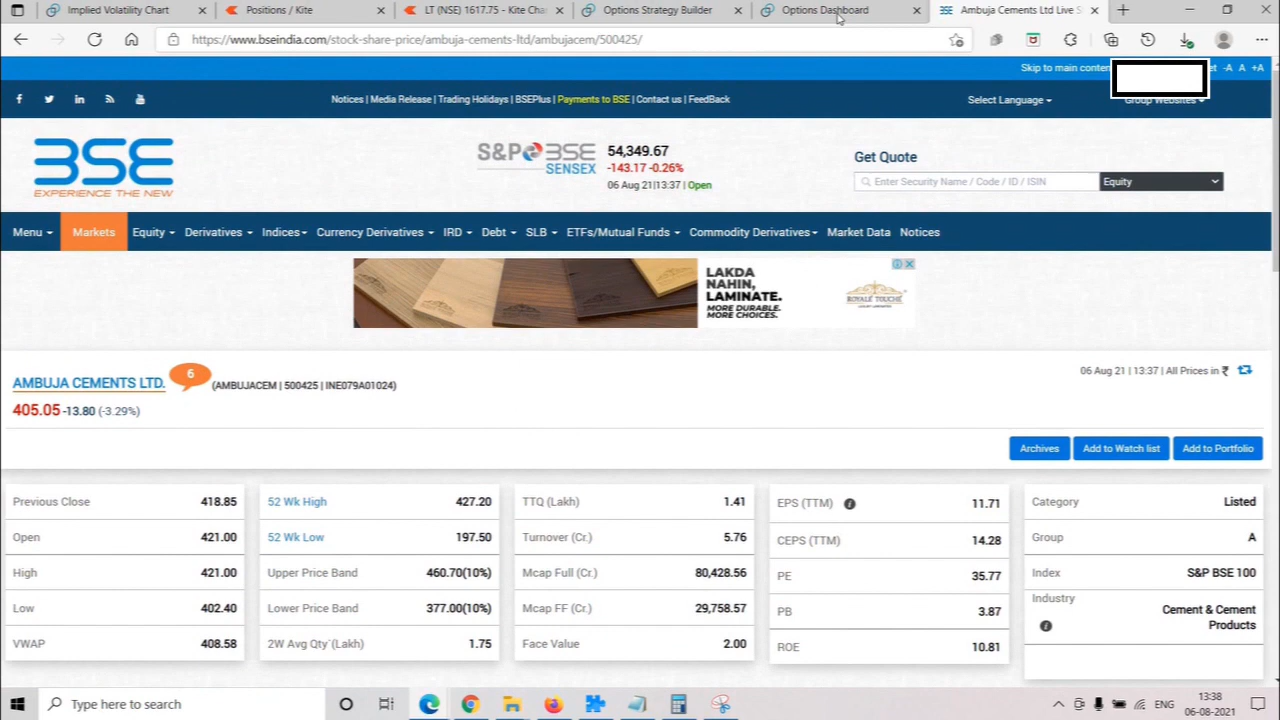 Implied Volatility Chart
Positions / Kite
LT (NSE) 1617.75 - Kite Cha
Options Strategy Builder
Options Dashboard
Ambuja Cements Ltd Live S
https://www.bseindia.com/stock-share-price/ambuja-cements-ltd/ambujacem/500425/
Skip to main conten
-A A +A
Notices | Media Release | Trading Holidays | BSEPlus | Payments to BSE | Contact us | FeedBack
Select Language
Group Websites
BSE
EXPERIENCE THE NEW
S&P BSE
SENSEX
54,349.67
-143.17 -0.26%
06 Aug 21|13:37 | Open
Get Quote
Enter Security Name / Code / ID / ISIN
Equity
Menu Markets Equity Derivatives Indices Currency Derivatives IRD Debt SLB ETFs/Mutual Funds Commodity Derivatives Market Data Notices
LAKDA
NAHIN,
LAMINATE.
MORE DURABLE.
MORE CHOICES.
ROYALÉ TOUCHÉ
AMBUJA CEMENTS LTD. 6 (AMBUJACEM | 500425 | INE079A01024)
405.05 -13.80 (-3.29%)
06 Aug 21 | 13:37 | All Prices in ₹
Archives Add to Watch list Add to Portfolio
Previous Close 418.85
Open 421.00
High 421.00
Low 402.40
VWAP 408.58
52 Wk High 427.20
52 Wk Low 197.50
Upper Price Band 460.70(10%)
Lower Price Band 377.00(10%)
2W Avg Qty (Lakh) 1.75
TTQ (Lakh) 1.41
Turnover (Cr.) 5.76
Mcap Full (Cr.) 80,428.56
Mcap FF (Cr.) 29,758.57
Face Value 2.00
EPS (TTM) 11.71
CEPS (TTM) 14.28
PE 35.77
PB 3.87
ROE 10.81
Category Listed
Group A
Index S&P BSE 100
Industry Cement & Cement
Products
Type here to search
ENG
13:38
06-08-2021